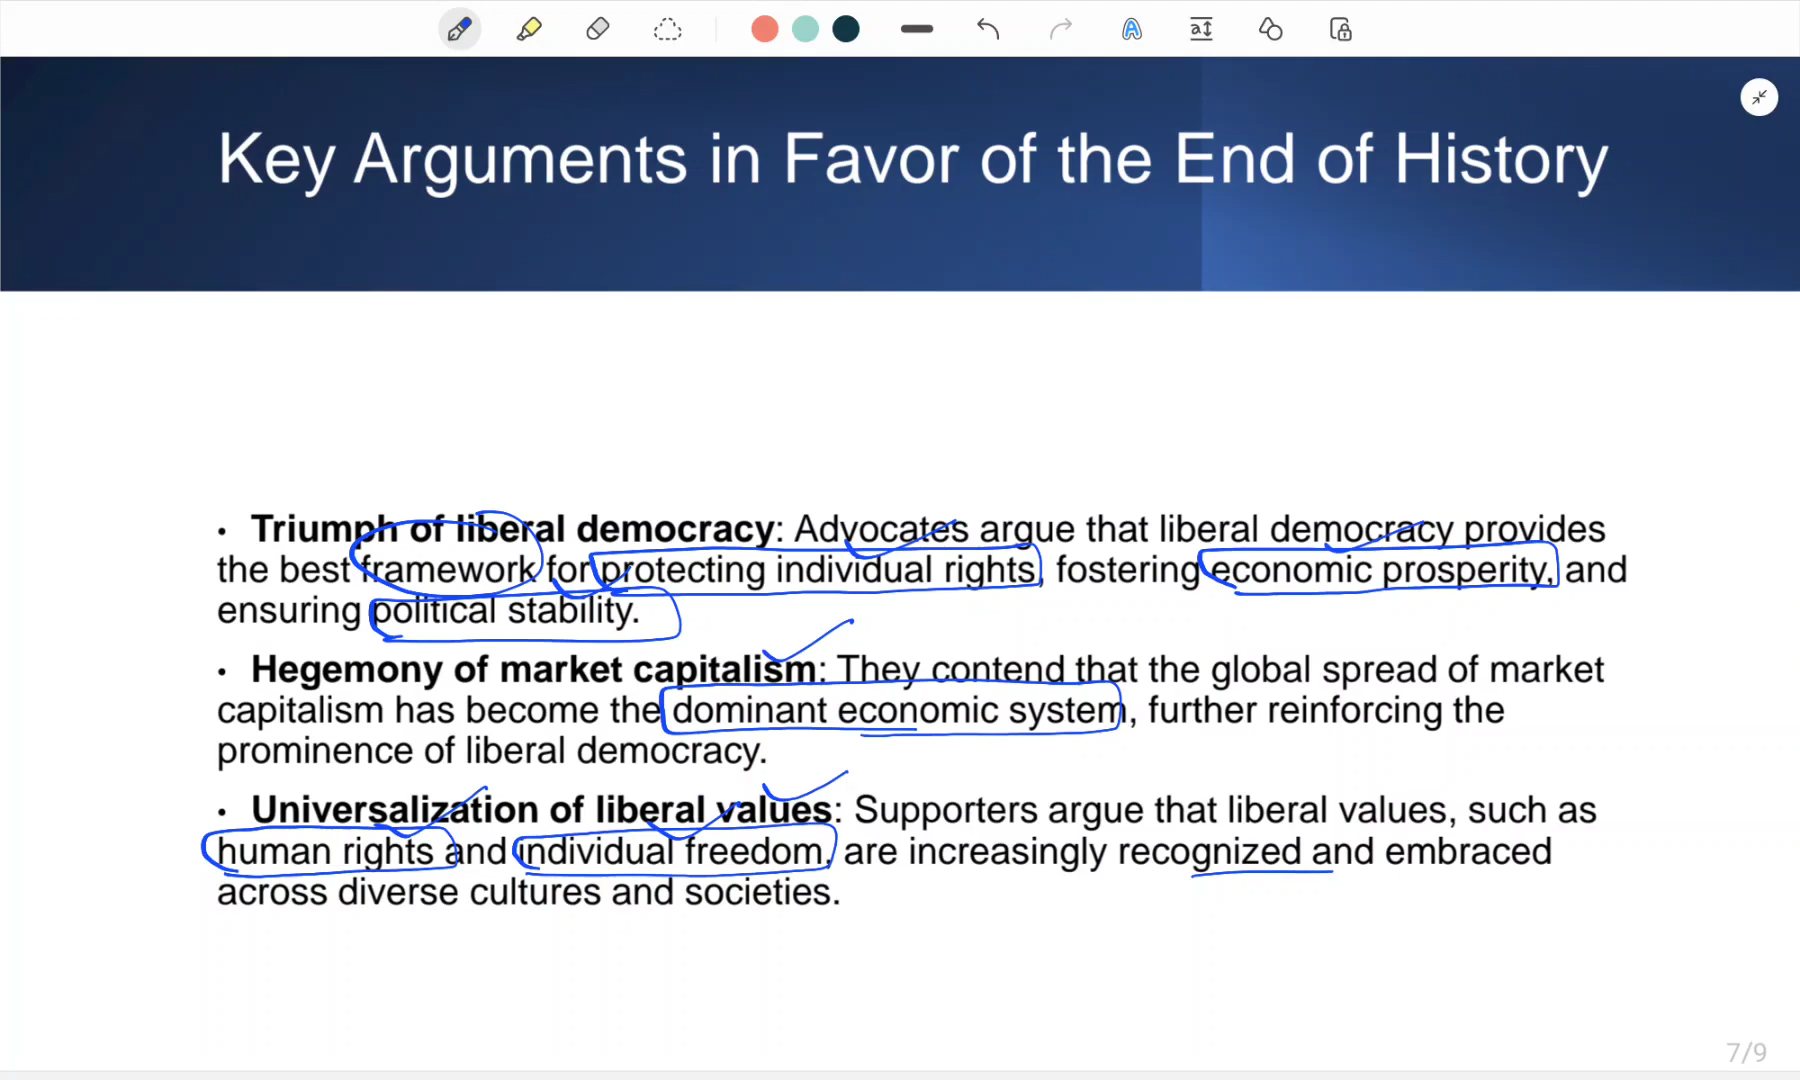 Key Arguments in Favor of the End of History
• Triumph of liberal democracy: Advocates argue that liberal democracy provides
the best framework for protecting individual rights, fostering economic prosperity, and
ensuring political stability.
• Hegemony of market capitalism: They contend that the global spread of market
capitalism has become the dominant economic system, further reinforcing the
prominence of liberal democracy.
• Universalization of liberal values: Supporters argue that liberal values, such as
human rights and individual freedom, are increasingly recognized and embraced
across diverse cultures and societies.
7/9